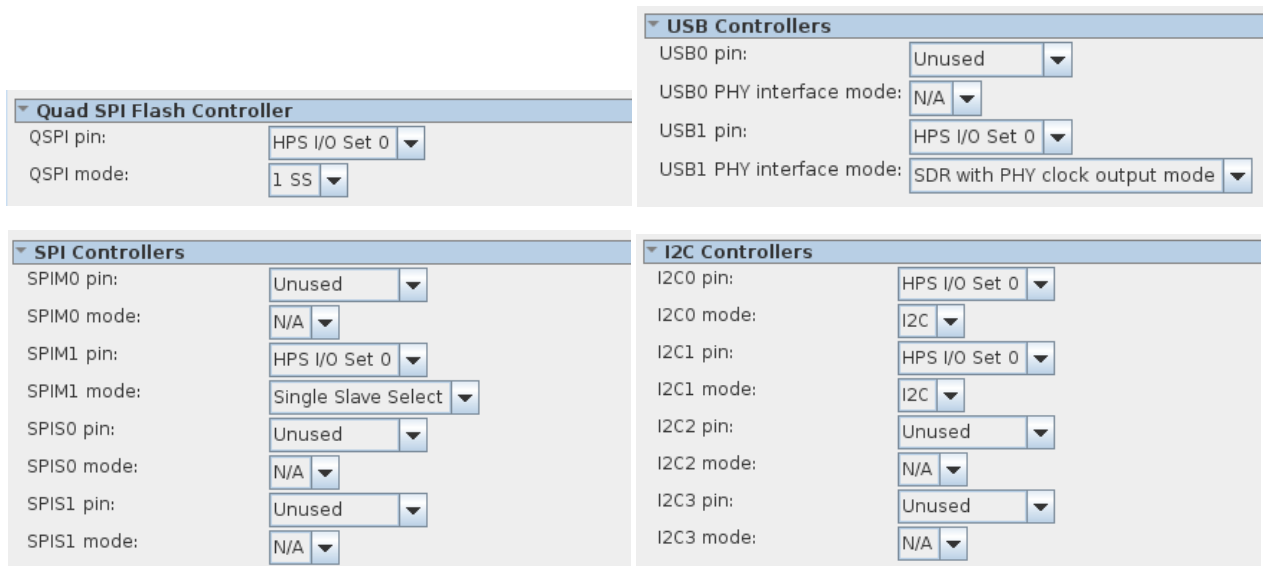 Quad SPI Flash Controller
QSPI pin: HPS I/O Set 0
QSPI mode: 1 SS
USB Controllers
USB0 pin: Unused
USB0 PHY interface mode: N/A
USB1 pin: HPS I/O Set 0
USB1 PHY interface mode: SDR with PHY clock output mode
SPI Controllers
SPIM0 pin: Unused
SPIM0 mode: N/A
SPIM1 pin: HPS I/O Set 0
SPIM1 mode: Single Slave Select
SPIS0 pin: Unused
SPIS0 mode: N/A
SPIS1 pin: Unused
SPIS1 mode: N/A
I2C Controllers
I2C0 pin: HPS I/O Set 0
I2C0 mode: I2C
I2C1 pin: HPS I/O Set 0
I2C1 mode: I2C
I2C2 pin: Unused
I2C2 mode: N/A
I2C3 pin: Unused
I2C3 mode: N/A